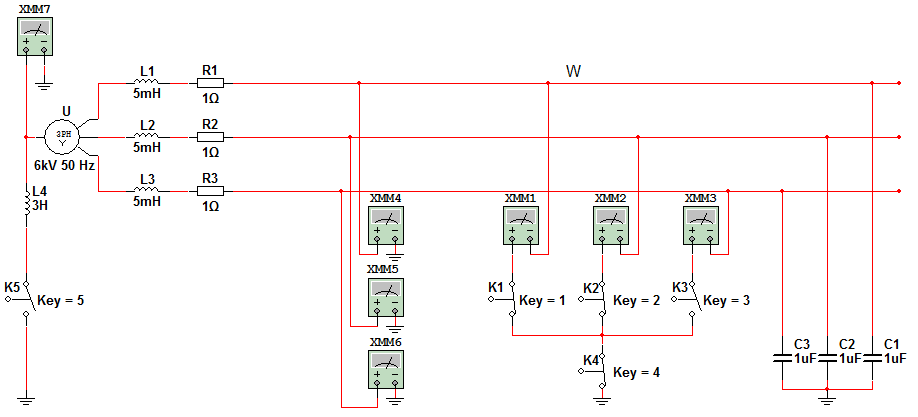 XMM7
U
3PH
Y
6kV 50 Hz
L4
3H
K5
Key = 5
L1
5mH
R1
1Ω
L2
5mH
R2
1Ω
L3
5mH
R3
1Ω
W
XMM4
XMM5
XMM6
XMM1
XMM2
XMM3
K1
Key = 1
K2
Key = 2
K3
Key = 3
K4
Key = 4
C3
1uF
C2
1uF
C1
1uF